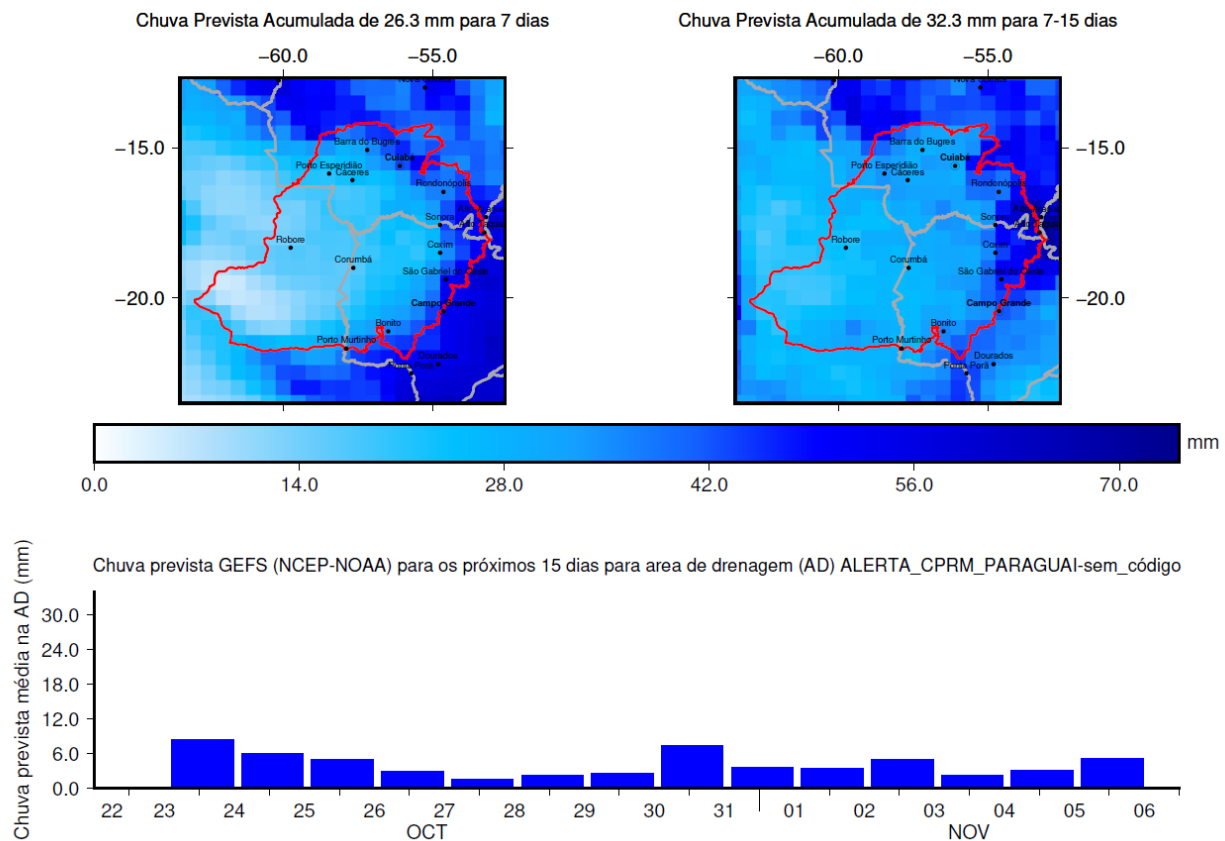 Chuva Prevista Acumulada de 26.3 mm para 7 dias
Chuva Prevista Acumulada de 32.3 mm para 7-15 dias
−60.0 −55.0
−60.0 −55.0
−15.0
Barra do Bugres
Porto Esperidião
Cuiabá
Cáceres
Rondonópolis
Sonora
Robore
Coxim
Corumbá
São Gabriel do Oeste
−20.0
Campo Grande
Bonito
Porto Murtinho
Dourados
Barra do Bugres
−15.0
Porto Esperidião
Cuiabá
Cáceres
Rondonópolis
Sonora
Robore
Coxim
Corumbá
São Gabriel do Oeste
−20.0
Campo Grande
Bonito
Porto Murtinho
Dourados
Ponto Porã
mm
0.0 14.0 28.0 42.0 56.0 70.0
Chuva prevista GEFS (NCEP-NOAA) para os próximos 15 dias para area de drenagem (AD) ALERTA_CPRM_PARAGUAI-sem_código
Chuva prevista média na AD (mm)
30.0
24.0
18.0
12.0
6.0
0.0
22 23 24 25 26 27 28 29 30 31 01 02 03 04 05 06
OCT NOV